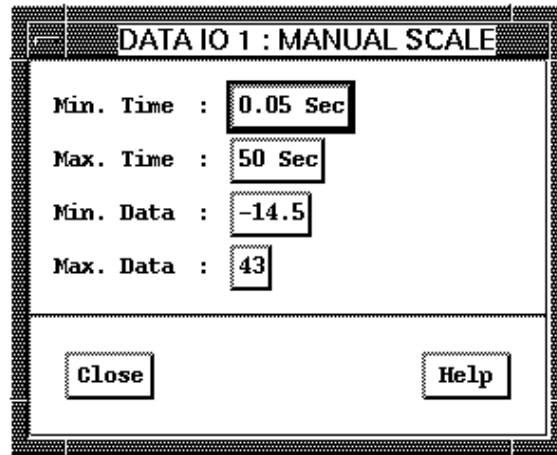 DATA IO 1 : MANUAL SCALE
Min. Time : 0.05 Sec
Max. Time : 50 Sec
Min. Data : -14.5
Max. Data : 43
Close Help